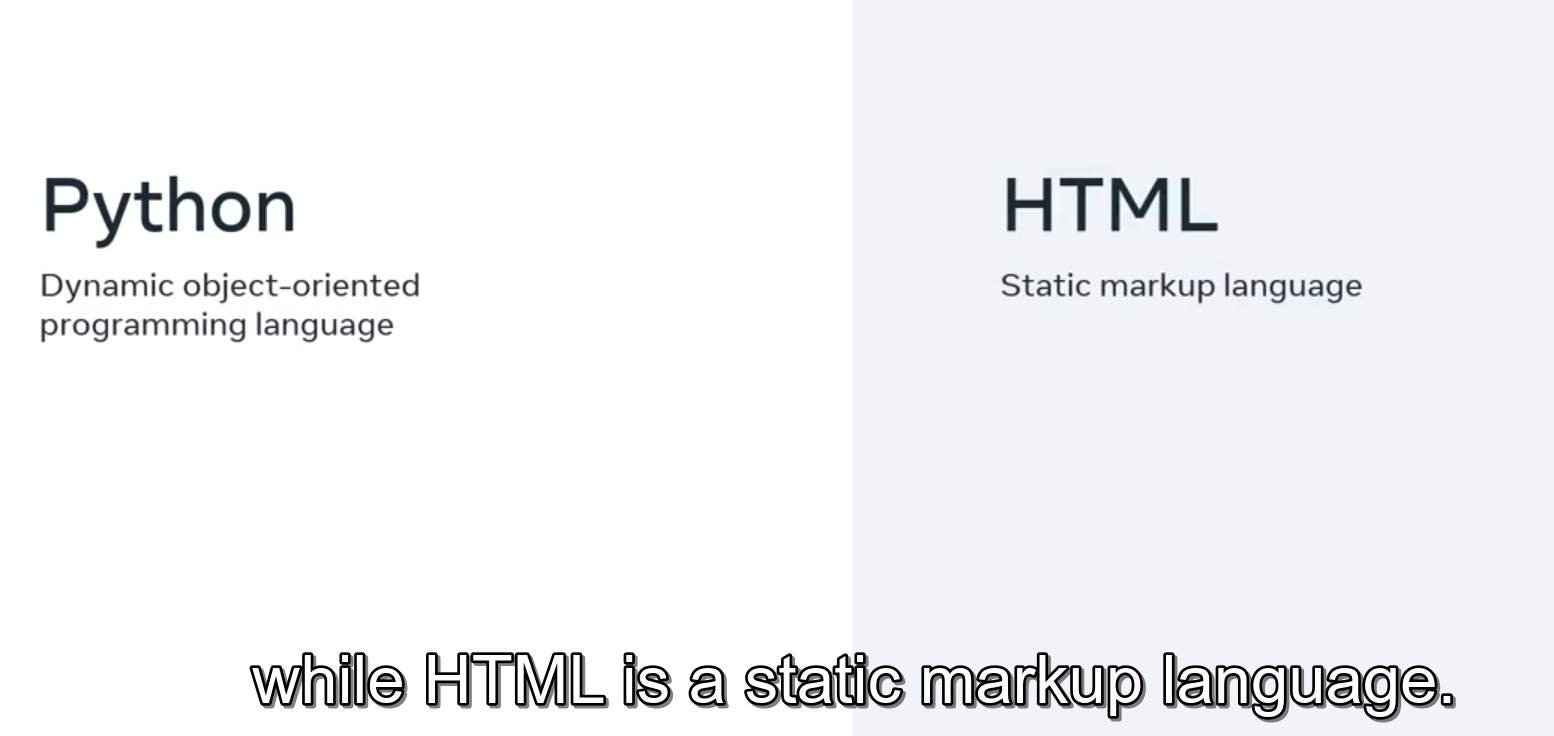 Python
Dynamic object-oriented
programming language
HTML
Static markup language
while HTML is a static markup language.